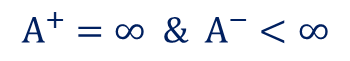 A⁺ = ∞ & A⁻ < ∞